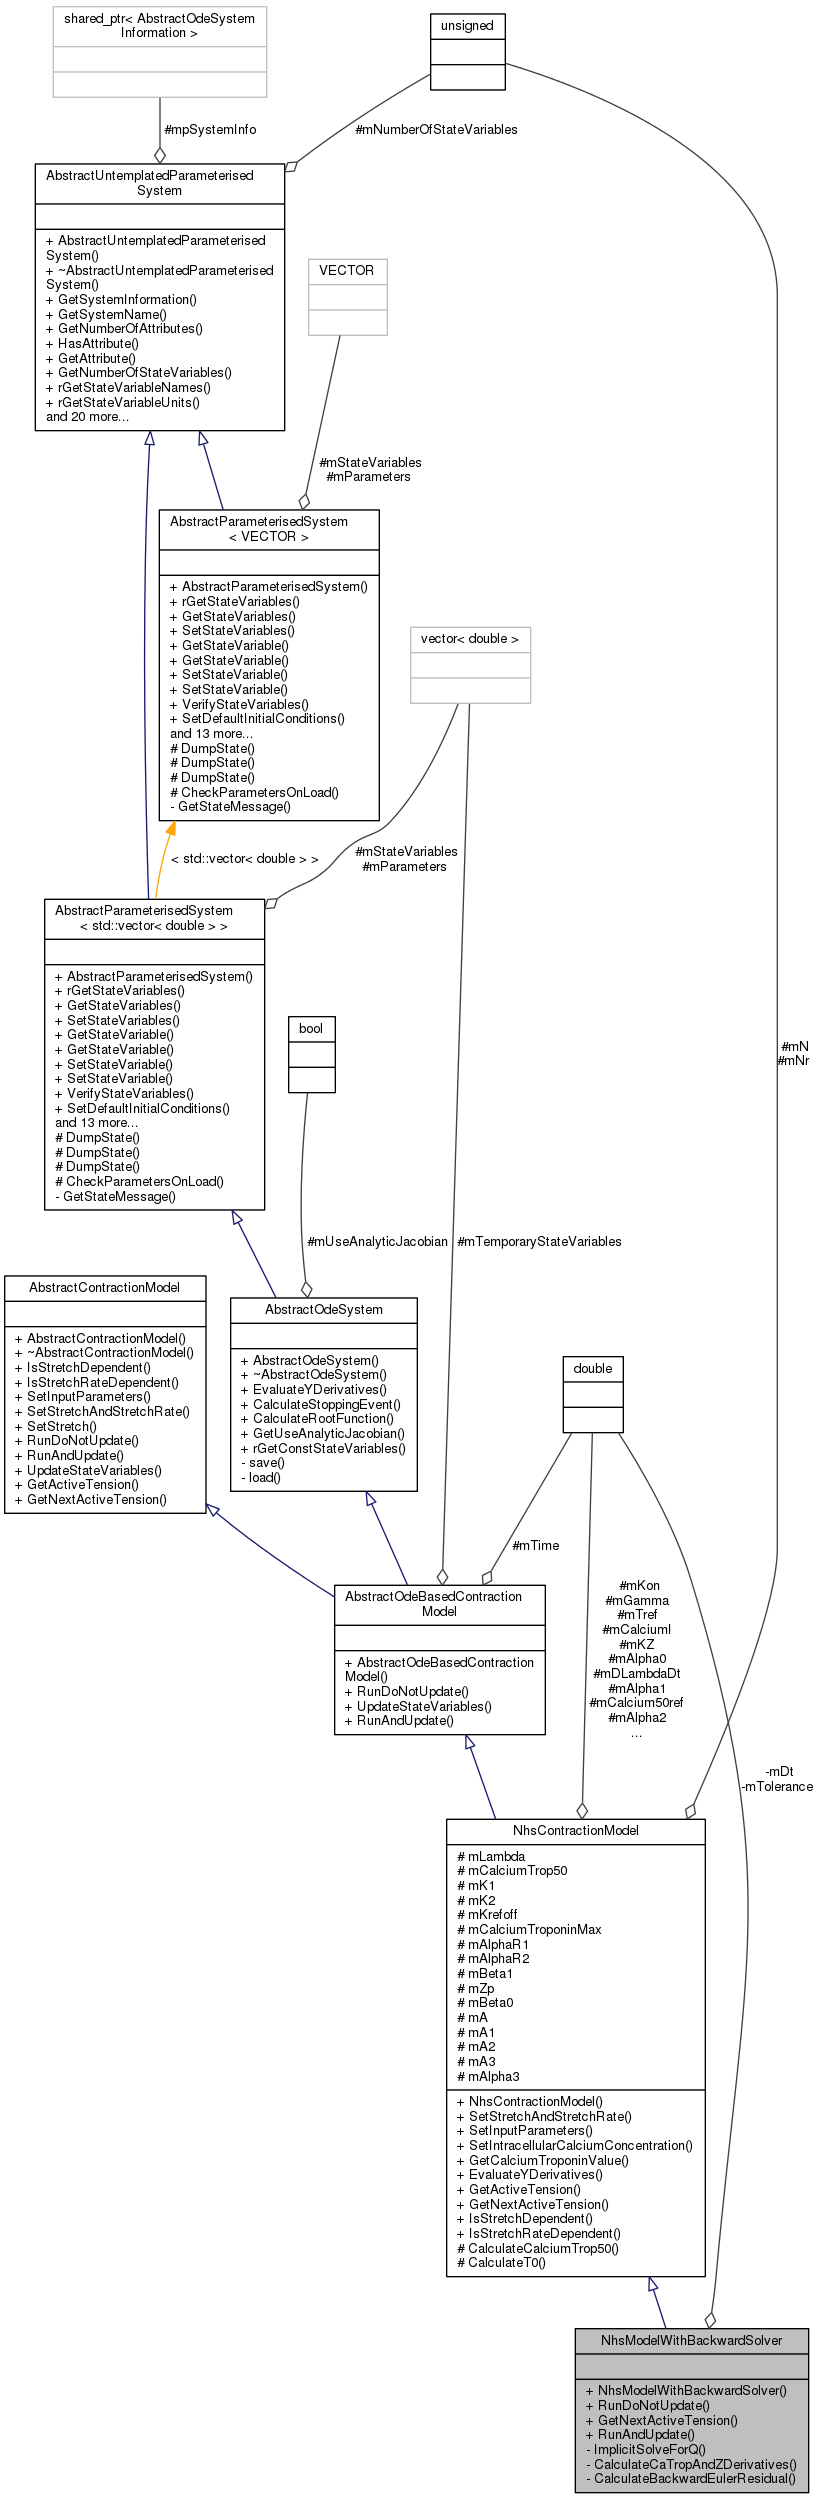 shared_ptr< AbstractOdeSystem
Information >
unsigned
#mpSystemInfo
#mNumberOfStateVariables
AbstractUntemplatedParameterised
System
+ AbstractUntemplatedParameterised
System()
+ ~AbstractUntemplatedParameterised
System()
+ GetSystemInformation()
+ GetSystemName()
+ GetNumberOfAttributes()
+ HasAttribute()
+ GetAttribute()
+ GetNumberOfStateVariables()
+ rGetStateVariableNames()
+ rGetStateVariableUnits()
and 20 more...
VECTOR
#mStateVariables
#mParameters
AbstractParameterisedSystem
< VECTOR >
+ AbstractParameterisedSystem()
+ rGetStateVariables()
+ GetStateVariables()
+ SetStateVariables()
+ GetStateVariable()
+ GetStateVariable()
+ SetStateVariable()
+ SetStateVariable()
+ VerifyStateVariables()
+ SetDefaultInitialConditions()
and 13 more...
# DumpState()
# DumpState()
# DumpState()
# CheckParametersOnLoad()
- GetStateMessage()
vector< double >
< std::vector< double > >
#mStateVariables
#mParameters
AbstractParameterisedSystem
< std::vector< double > >
+ AbstractParameterisedSystem()
+ rGetStateVariables()
+ GetStateVariables()
+ SetStateVariables()
+ GetStateVariable()
+ GetStateVariable()
+ SetStateVariable()
+ SetStateVariable()
+ VerifyStateVariables()
+ SetDefaultInitialConditions()
and 13 more...
# DumpState()
# DumpState()
# DumpState()
# CheckParametersOnLoad()
- GetStateMessage()
bool
#mN
#mNr
#mUseAnalyticJacobian
#mTemporaryStateVariables
AbstractContractionModel
+ AbstractContractionModel()
+ ~AbstractContractionModel()
+ IsStretchDependent()
+ IsStretchRateDependent()
+ SetInputParameters()
+ SetStretchAndStretchRate()
+ SetStretch()
+ RunDoNotUpdate()
+ RunAndUpdate()
+ UpdateStateVariables()
+ GetActiveTension()
+ GetNextActiveTension()
AbstractOdeSystem
+ AbstractOdeSystem()
+ ~AbstractOdeSystem()
+ EvaluateYDerivatives()
+ CalculateStoppingEvent()
+ CalculateRootFunction()
+ GetUseAnalyticJacobian()
+ rGetConstStateVariables()
- save()
- load()
double
#mTime
AbstractOdeBasedContraction
Model
+ AbstractOdeBasedContraction
Model()
+ RunDoNotUpdate()
+ UpdateStateVariables()
+ RunAndUpdate()
#mKon
#mGamma
#mTref
#mCalciumI
#mKZ
#mAlpha0
#mDLambdaDt
#mAlpha1
#mCalcium50ref
#mAlpha2
...
-mDt
-mTolerance
NhsContractionModel
# mLambda
# mCalciumTrop50
# mK1
# mK2
# mKrefoff
# mCalciumTroponinMax
# mAlphaR1
# mAlphaR2
# mBeta1
# mZp
# mBeta0
# mA
# mA1
# mA2
# mA3
# mAlpha3
+ NhsContractionModel()
+ SetStretchAndStretchRate()
+ SetInputParameters()
+ SetIntracellularCalciumConcentration()
+ GetCalciumTroponinValue()
+ EvaluateYDerivatives()
+ GetActiveTension()
+ GetNextActiveTension()
+ IsStretchDependent()
+ IsStretchRateDependent()
# CalculateCalciumTrop50()
# CalculateT0()
NhsModelWithBackwardSolver
+ NhsModelWithBackwardSolver()
+ RunDoNotUpdate()
+ GetNextActiveTension()
+ RunAndUpdate()
- ImplicitSolveForQ()
- CalculateCaTropAndZDerivatives()
- CalculateBackwardEulerResidual()